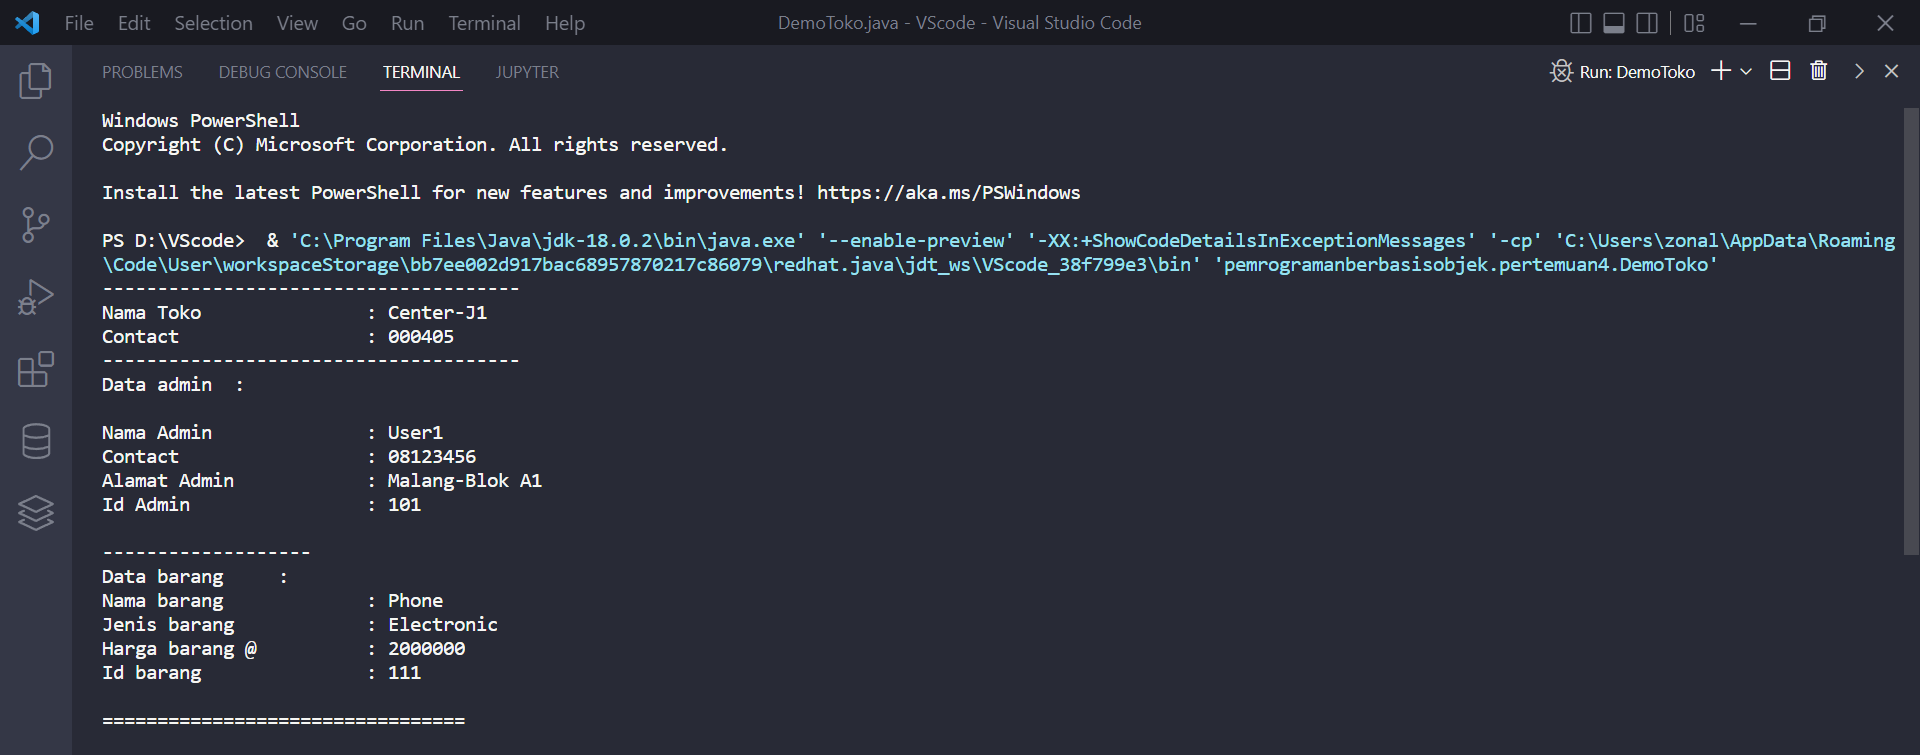 File Edit Selection View Go Run Terminal Help DemoToko.java - VScode - Visual Studio Code
PROBLEMS DEBUG CONSOLE TERMINAL JUPYTER Run: DemoToko
Windows PowerShell
Copyright (C) Microsoft Corporation. All rights reserved.
Install the latest PowerShell for new features and improvements! https://aka.ms/PSWindows
PS D:\VScode>  & 'C:\Program Files\Java\jdk-18.0.2\bin\java.exe' '--enable-preview' '-XX:+ShowCodeDetailsInExceptionMessages' '-cp' 'C:\Users\zonal\AppData\Roaming
\Code\User\workspaceStorage\bb7ee002d917bac68957870217c86079\redhat.java\jdt_ws\VScode_38f799e3\bin' 'pemrogramanberbasisobjek.pertemuan4.DemoToko'
--------------------------------------
Nama Toko               : Center-J1
Contact                 : 000405
--------------------------------------
Data admin  :
Nama Admin              : User1
Contact                 : 08123456
Alamat Admin            : Malang-Blok A1
Id Admin                : 101
-------------------
Data barang     :
Nama barang             : Phone
Jenis barang            : Electronic
Harga barang @          : 2000000
Id barang               : 111
=================================